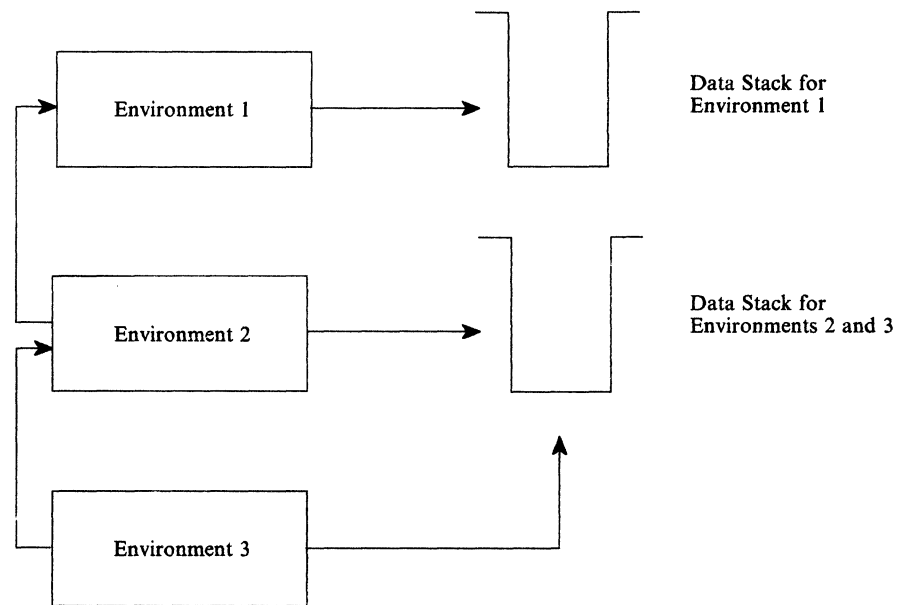 Environment 1
Data Stack for
Environment 1
Environment 2
Data Stack for
Environments 2 and 3
Environment 3